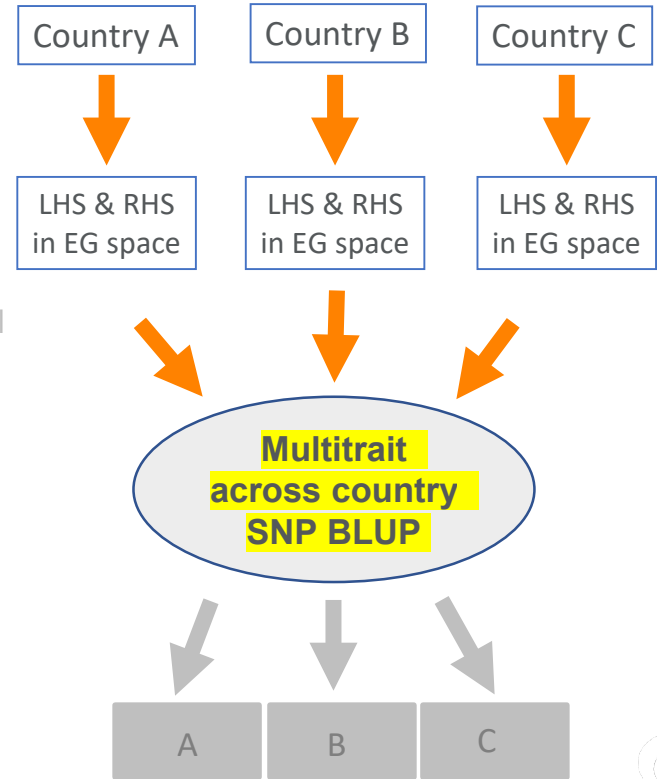 Country A
Country B
Country C
LHS & RHS
in EG space
LHS & RHS
in EG space
LHS & RHS
in EG space
Multitrait
across country
SNP BLUP
A
B
C